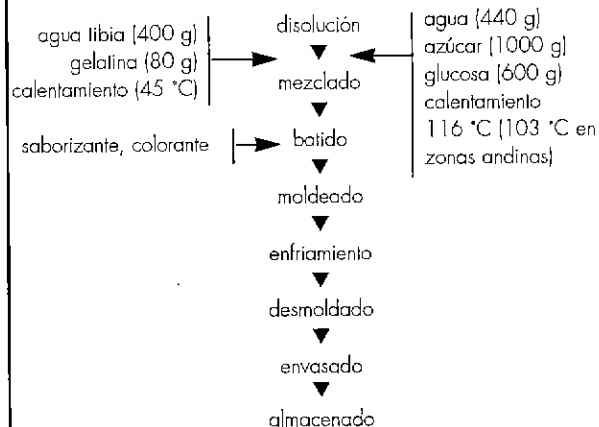 agua tibia (400 g)
gelatina (80 g)
calentamiento (45 °C)
disolución
agua (440 g)
azúcar (1000 g)
glucosa (600 g)
calentamiento
116 °C (103 °C en
zonas andinas)
mezclado
saborizante, colorante
batido
moldeado
enfriamiento
desmoldado
envasado
almacenado